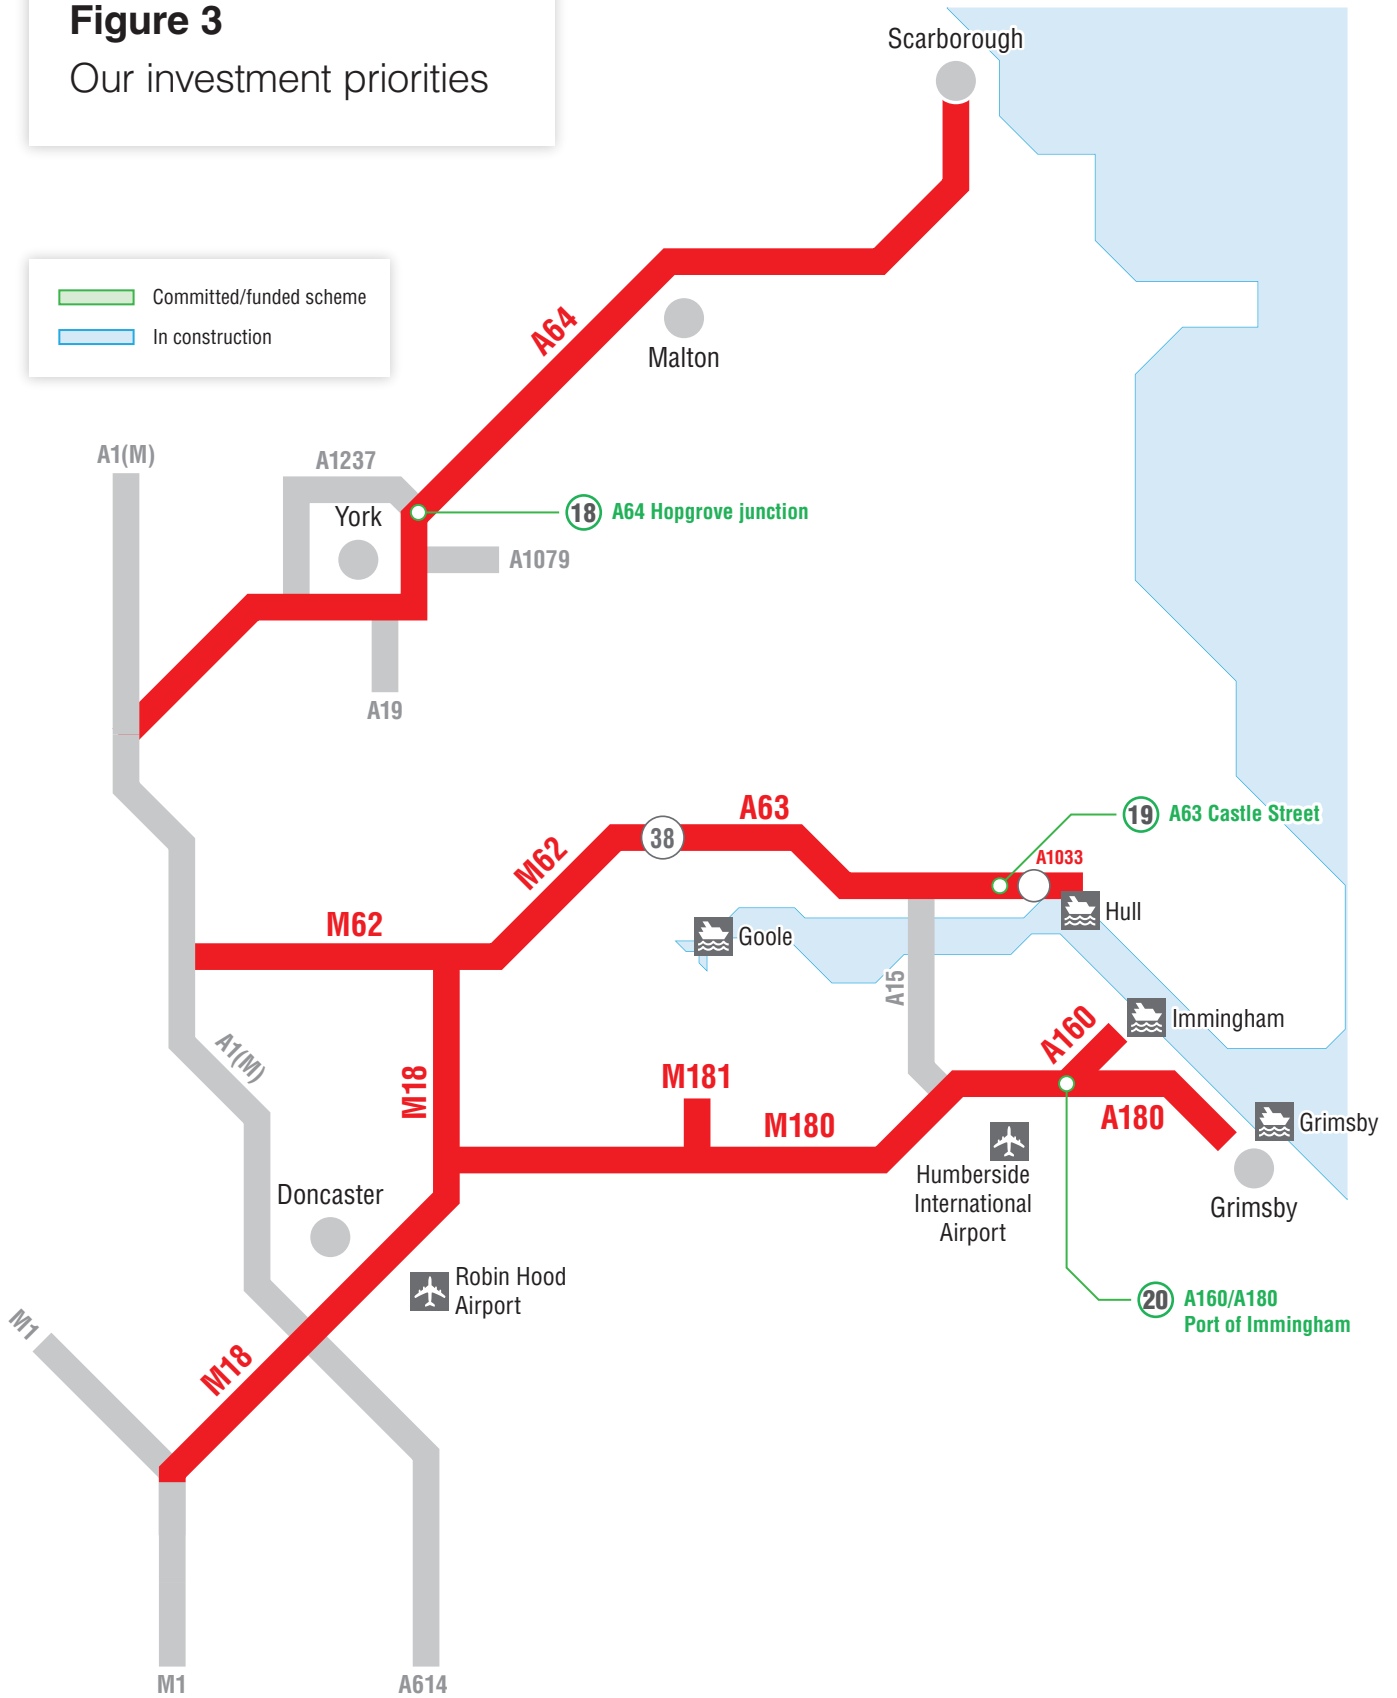 Figure 3
Our investment priorities
Scarborough
Committed/funded scheme
In construction
A64
Malton
A1(M)
A1237
York
18 A64 Hopgrove junction
A1079
A19
A63
19 A63 Castle Street
38
M62
A1033
M62
Hull
Goole
A15
Immingham
A160
A1(M)
M18
M181
M180
A180
Grimsby
Humberside
International
Airport
Doncaster
Grimsby
Robin Hood
Airport
20 A160/A180
Port of Immingham
M1
M18
M1
A614